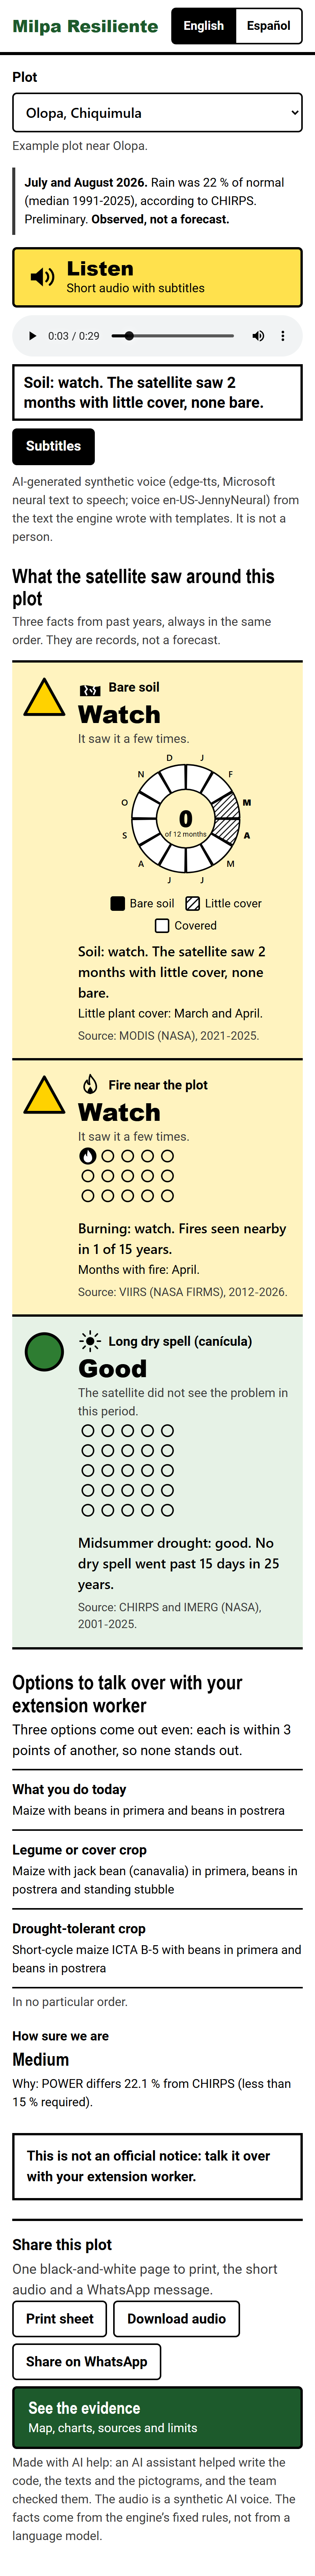 Milpa Resiliente
English
Español
Plot
Olopa, Chiquimula
Example plot near Olopa.
July and August 2026. Rain was 22 % of normal
(median 1991-2025), according to CHIRPS.
Preliminary. Observed, not a forecast.
Listen
Short audio with subtitles
0:03 / 0:29
Soil: watch. The satellite saw 2
months with little cover, none bare.
Subtitles
AI-generated synthetic voice (edge-tts, Microsoft
neural text to speech; voice en-US-JennyNeural) from
the text the engine wrote with templates. It is not a
person.
What the satellite saw around this
plot
Three facts from past years, always in the same
order. They are records, not a forecast.
Bare soil
Watch
It saw it a few times.
D J
N F
O M
0
of 12 months
S A
A M
J J
Bare soil
Little cover
Covered
Soil: watch. The satellite saw 2
months with little cover, none
bare.
Little plant cover: March and April.
Source: MODIS (NASA), 2021-2025.
Fire near the plot
Watch
It saw it a few times.
Burning: watch. Fires seen nearby
in 1 of 15 years.
Months with fire: April.
Source: VIIRS (NASA FIRMS), 2012-2026.
Long dry spell (canícula)
Good
The satellite did not see the problem in
this period.
Midsummer drought: good. No
dry spell went past 15 days in 25
years.
Source: CHIRPS and IMERG (NASA),
2001-2025.
Options to talk over with your
extension worker
Three options come out even: each is within 3
points of another, so none stands out.
What you do today
Maize with beans in primera and beans in postrera
Legume or cover crop
Maize with jack bean (canavalia) in primera, beans in
postrera and standing stubble
Drought-tolerant crop
Short-cycle maize ICTA B-5 with beans in primera and
beans in postrera
In no particular order.
How sure we are
Medium
Why: POWER differs 22.1 % from CHIRPS (less than
15 % required).
This is not an official notice: talk it over
with your extension worker.
Share this plot
One black-and-white page to print, the short
audio and a WhatsApp message.
Print sheet
Download audio
Share on WhatsApp
See the evidence
Map, charts, sources and limits
Made with AI help: an AI assistant helped write the
code, the texts and the pictograms, and the team
checked them. The audio is a synthetic AI voice. The
facts come from the engine's fixed rules, not from a
language model.